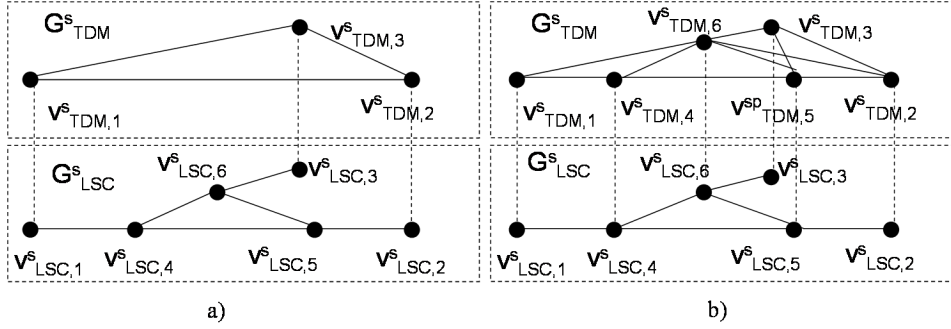 G^s_TDM
v^s_TDM,3
v^s_TDM,1
v^s_TDM,2
G^s_LSC
v^s_LSC,6
v^s_LSC,3
v^s_LSC,1
v^s_LSC,4
v^s_LSC,5
v^s_LSC,2
a)
G^s_TDM
v^s_TDM,6
v^s_TDM,3
v^s_TDM,1
v^s_TDM,4
v^sp_TDM,5
v^s_TDM,2
G^s_LSC
v^s_LSC,6
v^s_LSC,3
v^s_LSC,1
v^s_LSC,4
v^s_LSC,5
v^s_LSC,2
b)